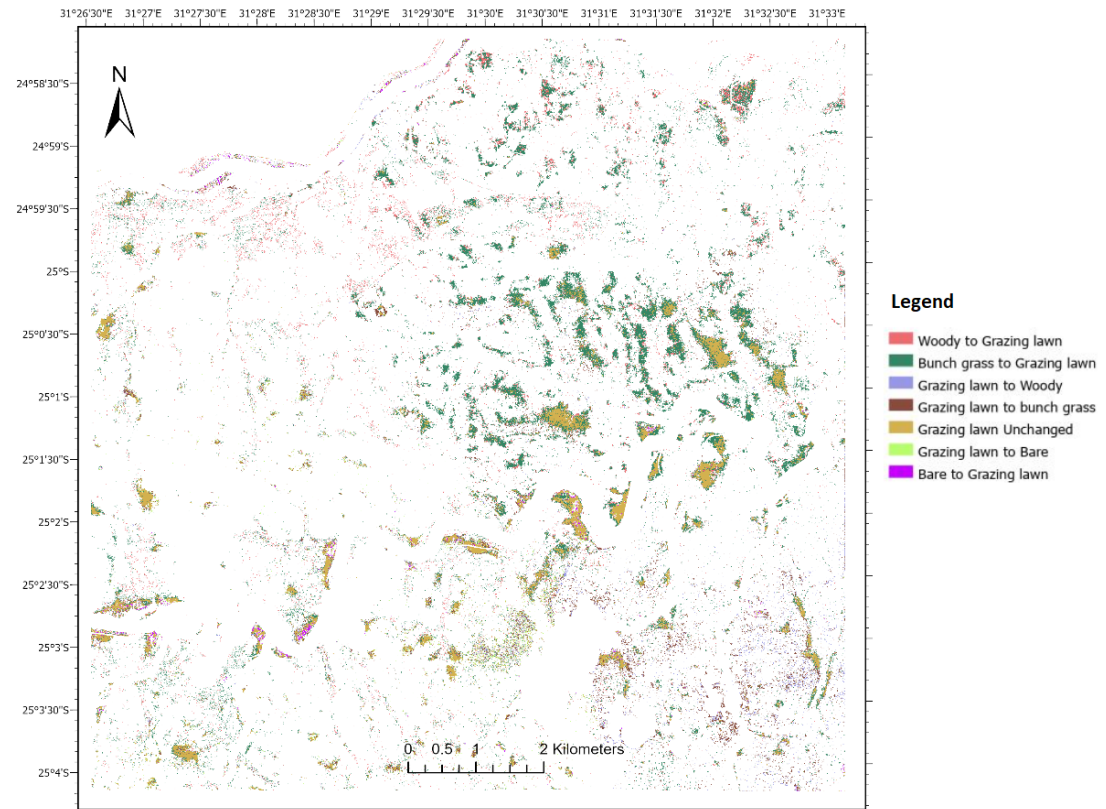 31°26'30"E 31°27'E 31°27'30"E 31°28'E 31°28'30"E 31°29'E 31°29'30"E 31°30'E 31°30'30"E 31°31'E 31°31'30"E 31°32'E 31°32'30"E 31°33'E
N
24°58'30"S
24°59'S
24°59'30"S
25°S
25°0'30"S
25°1'S
25°1'30"S
25°2'S
25°2'30"S
25°3'S
25°3'30"S
25°4'S
0 0.5 1 2 Kilometers
Legend
Woody to Grazing lawn
Bunch grass to Grazing lawn
Grazing lawn to Woody
Grazing lawn to bunch grass
Grazing lawn Unchanged
Grazing lawn to Bare
Bare to Grazing lawn